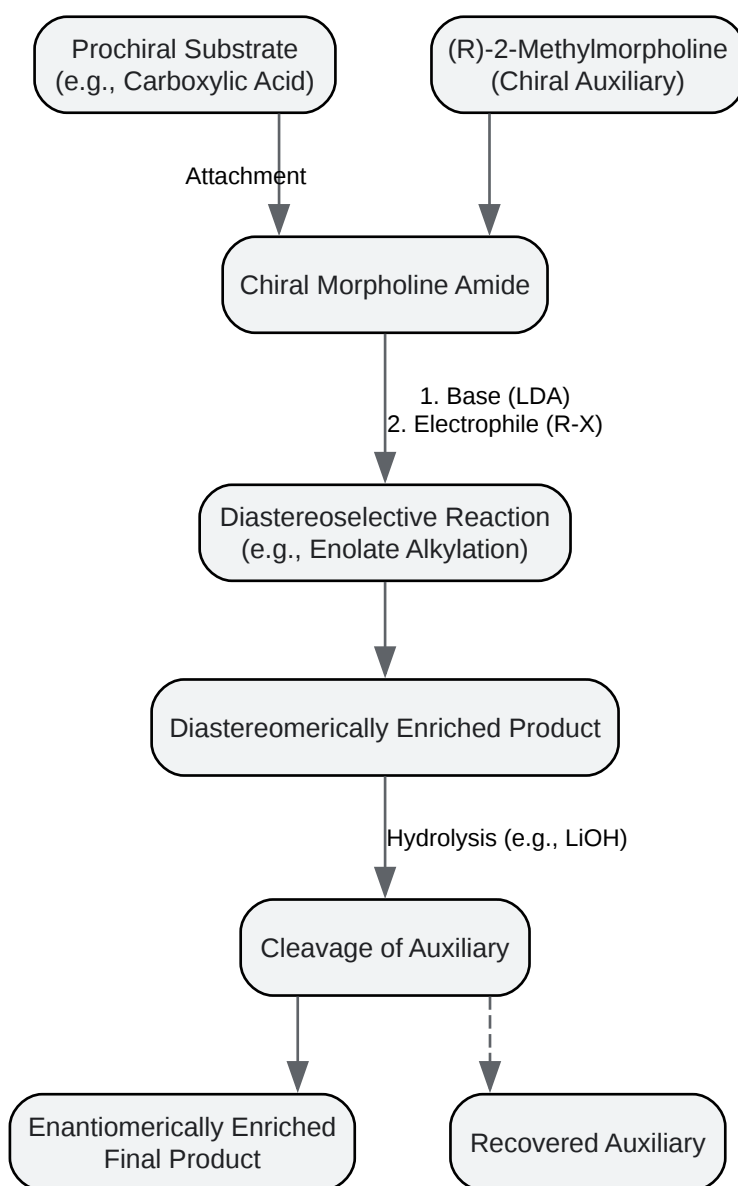 Prochiral Substrate
(e.g., Carboxylic Acid)
(R)-2-Methylmorpholine
(Chiral Auxiliary)
Attachment
Chiral Morpholine Amide
1. Base (LDA)
2. Electrophile (R-X)
Diastereoselective Reaction
(e.g., Enolate Alkylation)
Diastereomerically Enriched Product
Hydrolysis (e.g., LiOH)
Cleavage of Auxiliary
Enantiomerically Enriched
Final Product
Recovered Auxiliary